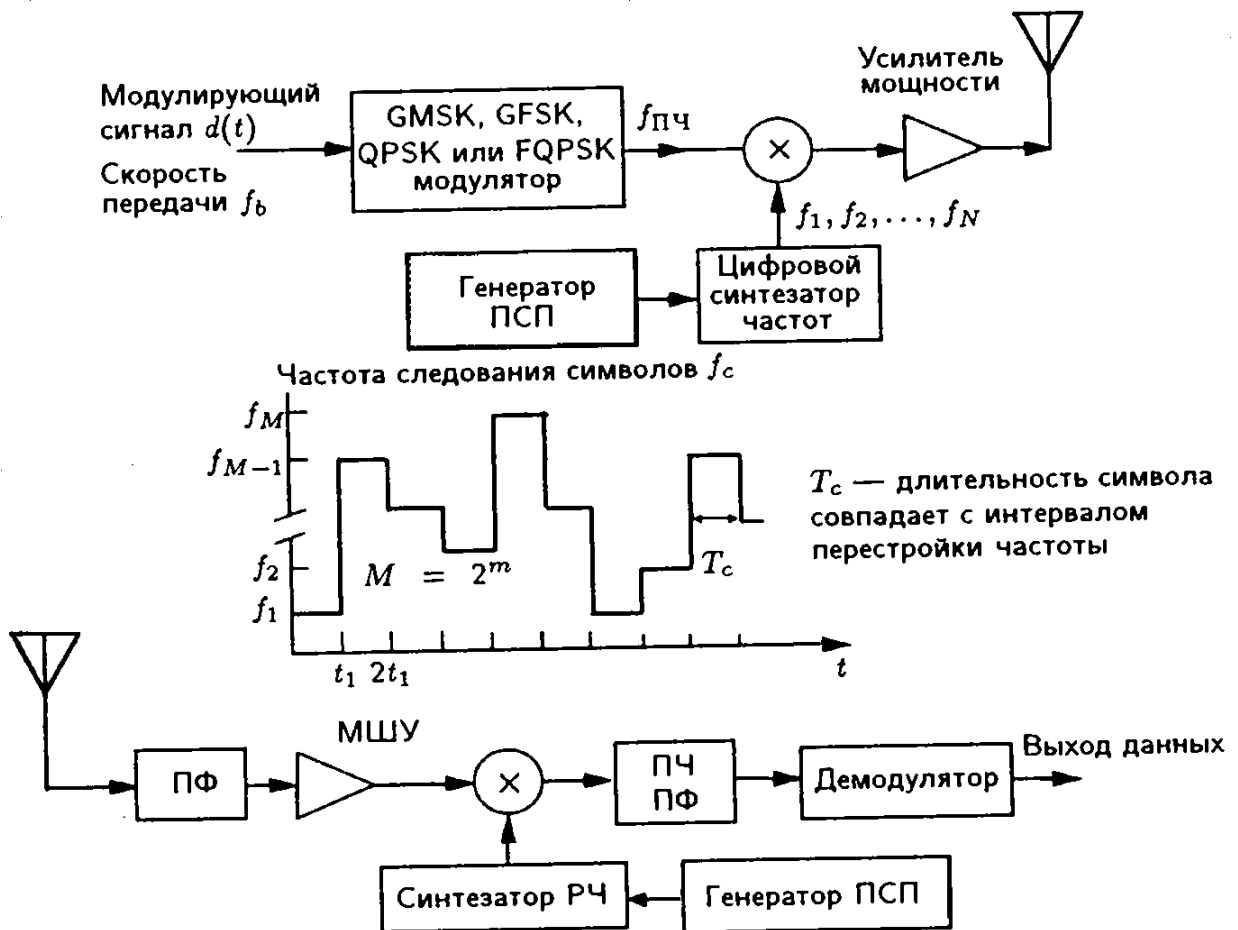 Усилитель
мощности
Модулирующий
сигнал d(t)
Скорость
передачи f_b
GMSK, GFSK,
QPSK или FQPSK
модулятор
f_ПЧ
×
f_1, f_2, ..., f_N
Генератор
ПСП
Цифровой
синтезатор
частот
Частота следования символов f_c
f_M
f_{M-1}
f_2
f_1
M = 2^m
T_c
T_c — длительность символа
совпадает с интервалом
перестройки частоты
t_1 2t_1
t
МШУ
ПФ
×
ПЧ
ПФ
Демодулятор
Выход данных
Синтезатор РЧ
Генератор ПСП